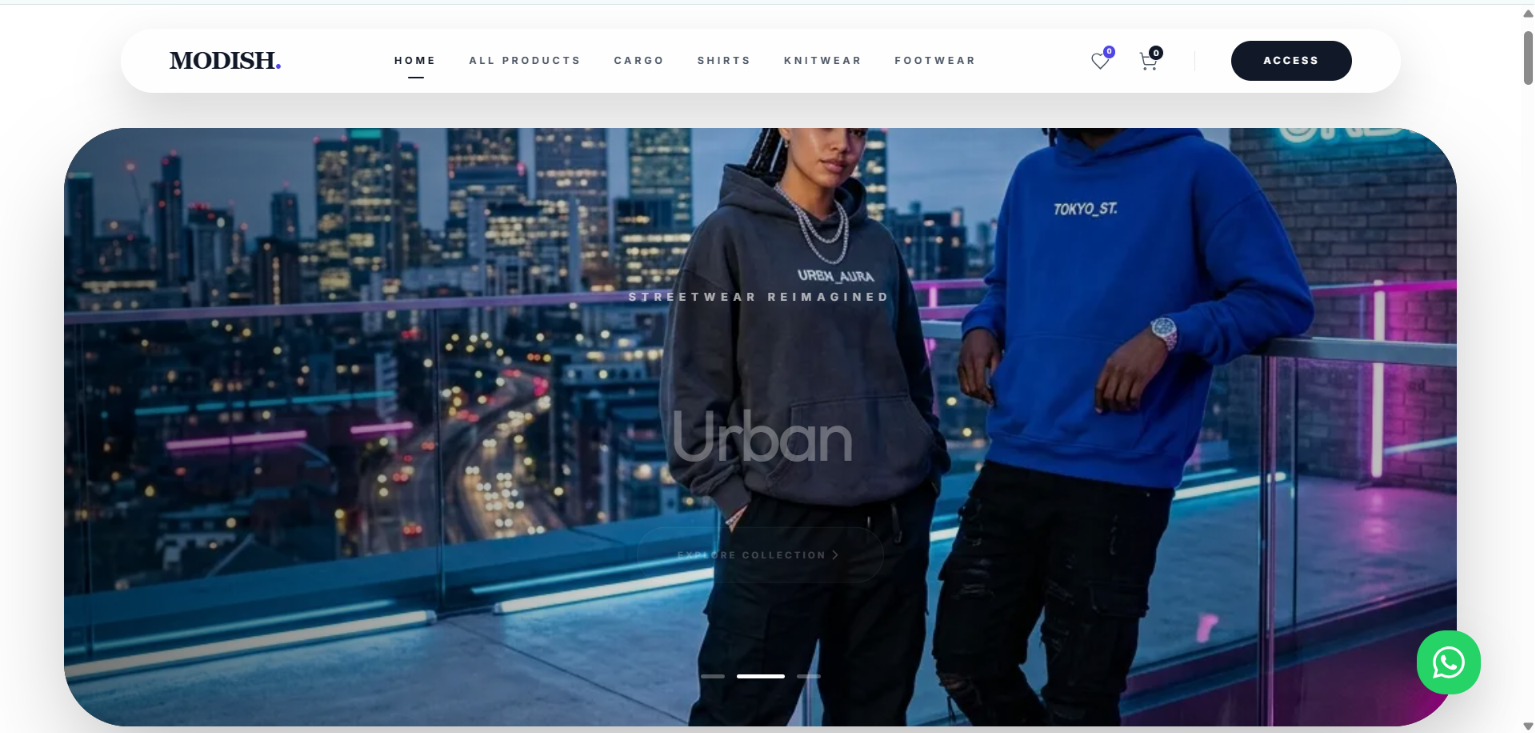 MODISH.
HOME
ALL PRODUCTS
CARGO
SHIRTS
KNITWEAR
FOOTWEAR
0
0
ACCESS
TOKYO_ST.
URBN_AURA
STREETWEAR REIMAGINED
Urban
EXPLORE COLLECTION